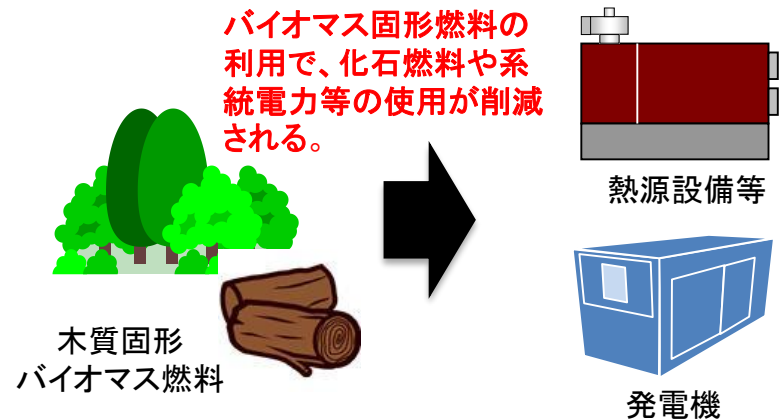 バイオマス固形燃料の
利用で、化石燃料や系
統電力等の使用が削減
される。
熱源設備等
木質固形
バイオマス燃料
発電機